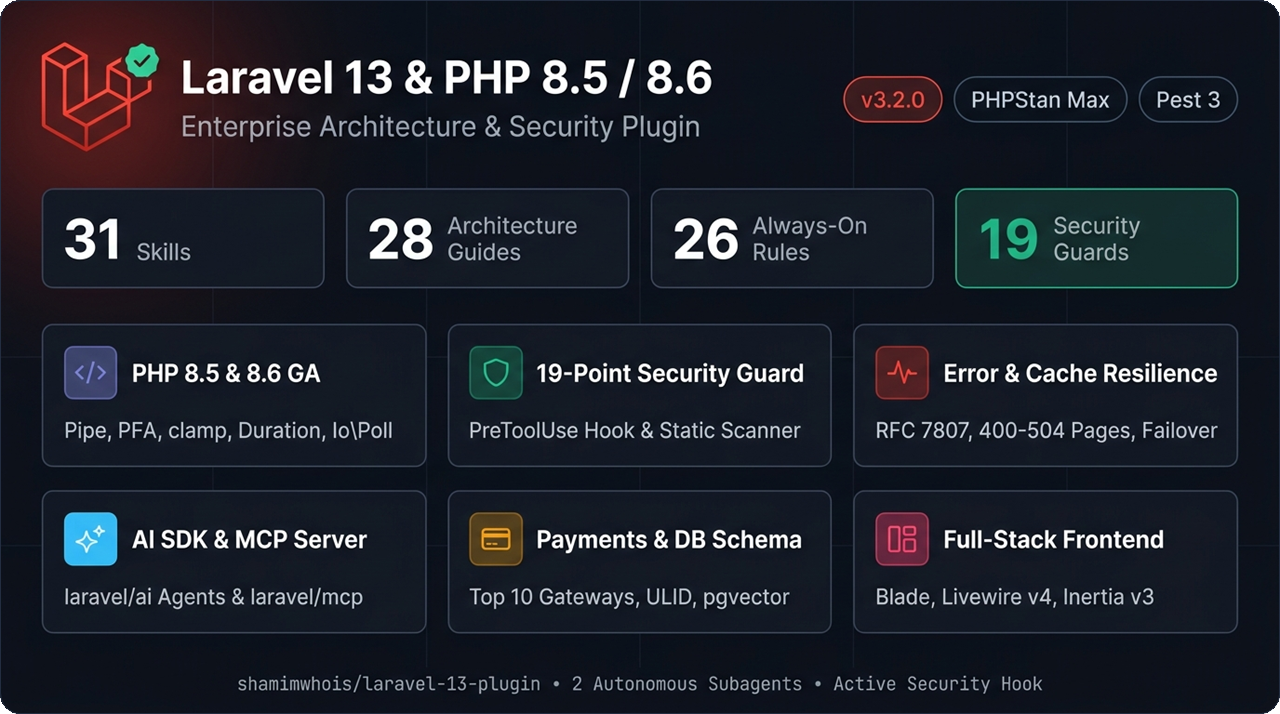 Laravel 13 & PHP 8.5 / 8.6
Enterprise Architecture & Security Plugin
v3.2.0
PHPStan Max
Pest 3
31 Skills
28 Architecture
Guides
26 Always-On
Rules
19 Security
Guards
</> PHP 8.5 & 8.6 GA
Pipe, PFA, clamp, Duration, Io\Poll
19-Point Security Guard
PreToolUse Hook & Static Scanner
Error & Cache Resilience
RFC 7807, 400-504 Pages, Failover
AI SDK & MCP Server
laravel/ai Agents & laravel/mcp
Payments & DB Schema
Top 10 Gateways, ULID, pgvector
Full-Stack Frontend
Blade, Livewire v4, Inertia v3
shamimwhois/laravel-13-plugin • 2 Autonomous Subagents • Active Security Hook